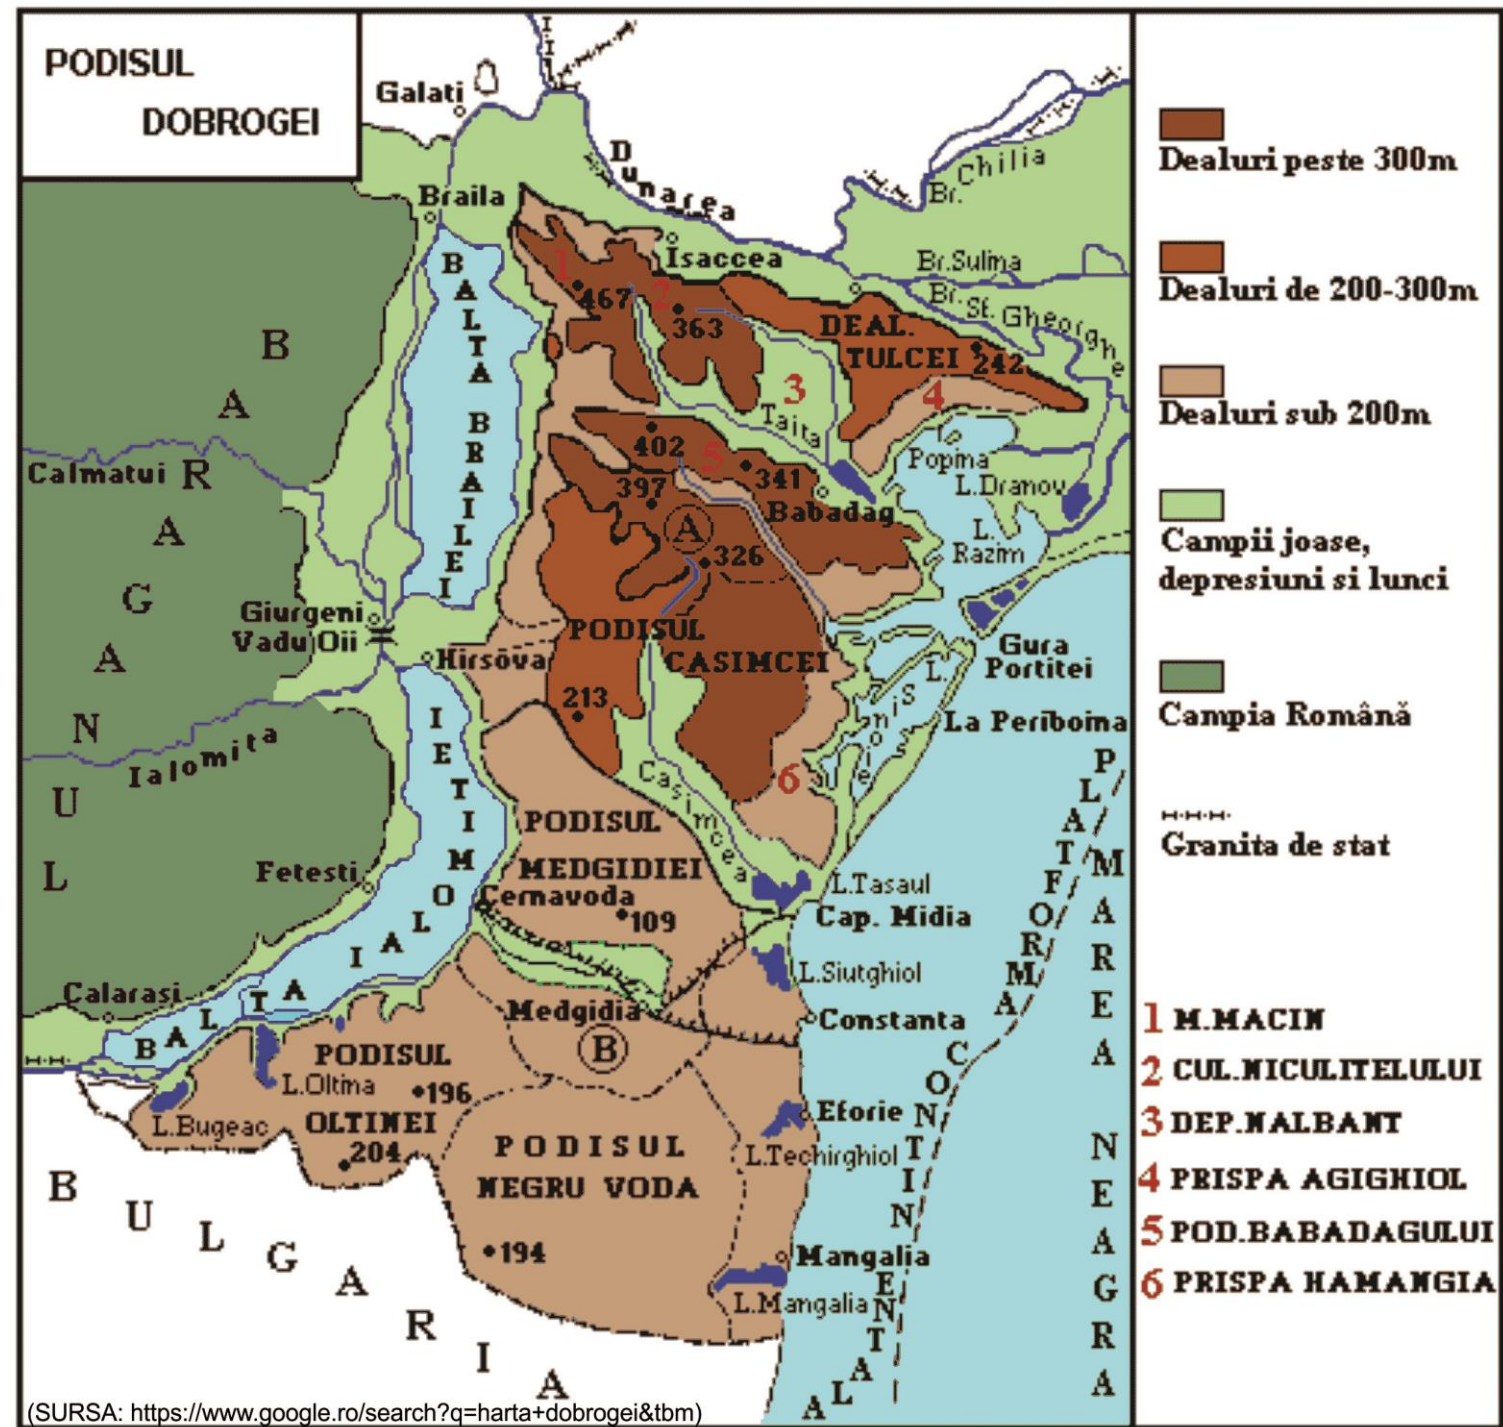 PODISUL
DOBROGEI
Galati
Dunarea
Br. Chilia
Braila
Isaccea
Br.Sulina
Br. Sf. Gheorghe
BALTA BRAILEI
1
467
2
363
DEAL.
TULCEI
242
3
4
Taita
402
5
341
397
Babadag
Popina
L.Dranov
L.
Razim
A
326
BARAGANUL
Calmatui
Giurgeni
Vadu Oii
Hirsova
PODISUL
CASIMCEI
Gura
Portitei
213
L. Sinoie
La Periboina
Ialomita
6
Casimcea
PODISUL
MEDGIDIEI
Fetesti
Cernavoda
109
L.Tasaul
Cap. Midia
BALTA IALOMITEI
L.Siutghiol
Calarasi
Medgidia
Constanta
B
PODISUL
OLTINEI
L.Oltina
196
L.Bugeac
204
Eforie
L.Techirghiol
PODISUL
NEGRU VODA
194
Mangalia
L.Mangalia
BULGARIA
PLATFORMA
CONTINENTALA
MAREA NEAGRA
(SURSA: https://www.google.ro/search?q=harta+dobrogei&tbm)
Dealuri peste 300m
Dealuri de 200-300m
Dealuri sub 200m
Campii joase,
depresiuni si lunci
Campia Română
Granita de stat
1 M.MACIN
2 CUL.NICULITELULUI
3 DEP.NALBANT
4 PRISPA AGIGHIOL
5 POD.BABADAGULUI
6 PRISPA HAMANGIA